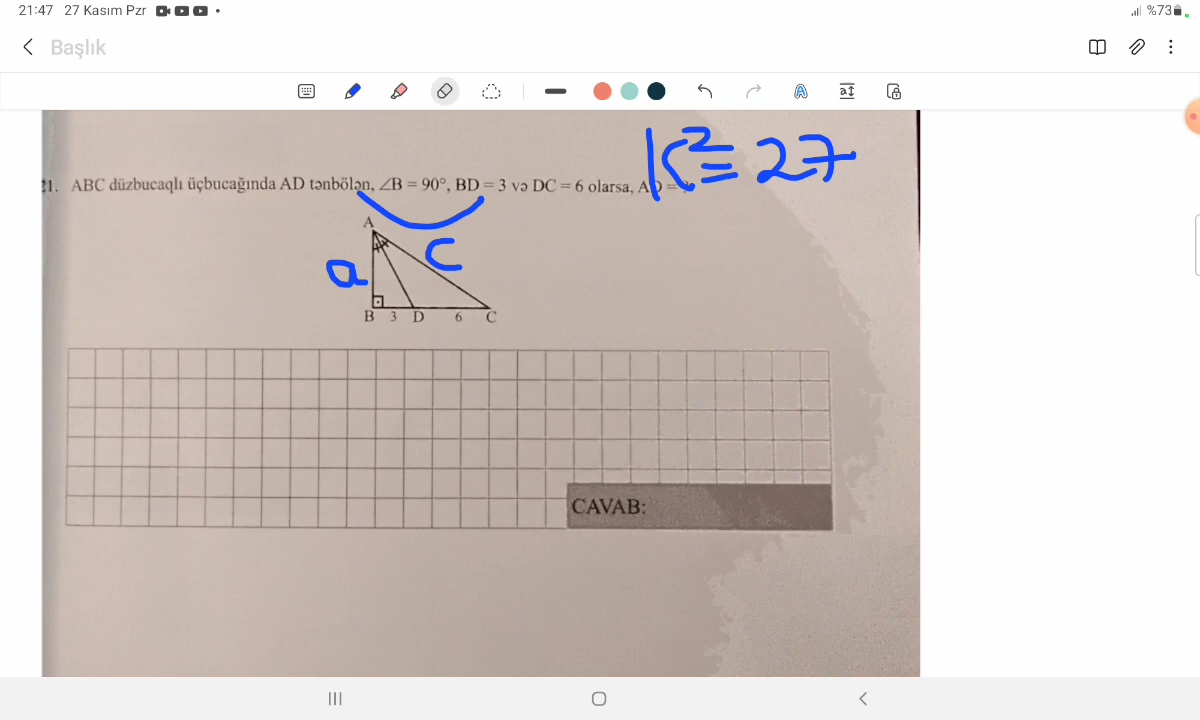 21:47 27 Kasım Pzr
%73
Başlık
K² = 27
21. ABC düzbucaqlı üçbucağında AD tənbölən, ∠B = 90°, BD = 3 və DC = 6 olarsa, AD = ?
A
a
C
B 3 D 6 C
CAVAB: